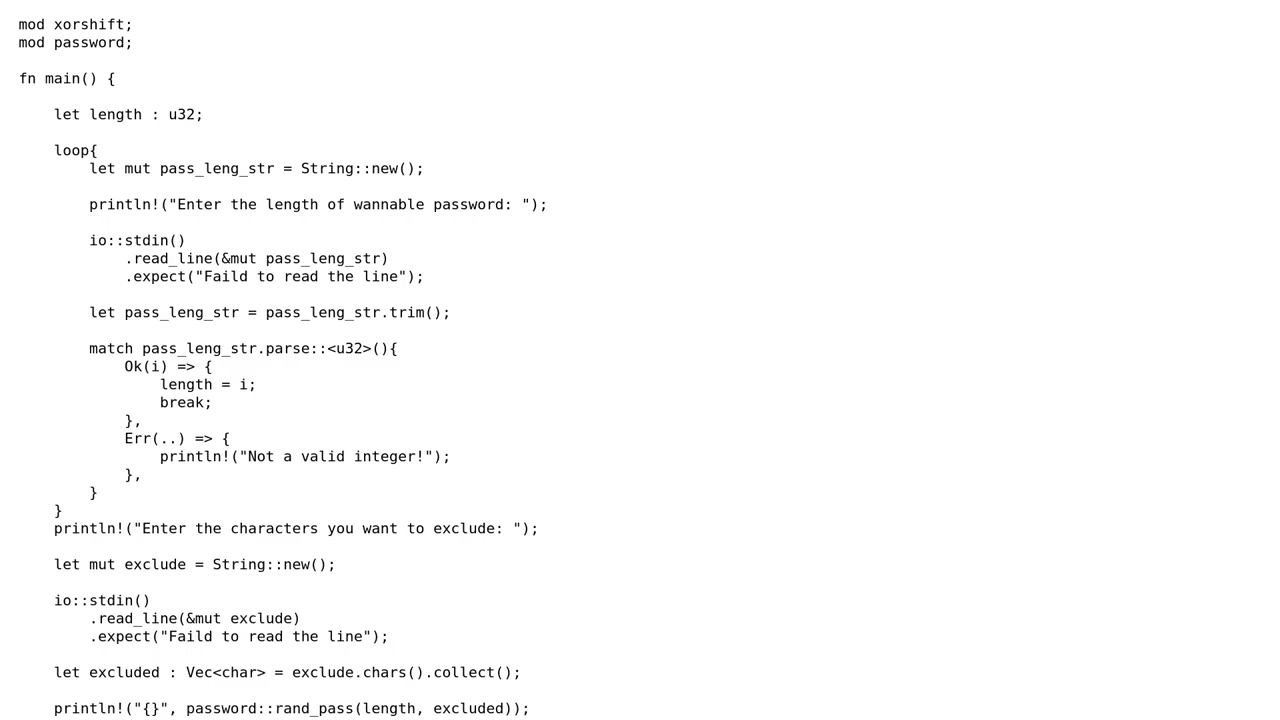 mod xorshift;
mod password;
fn main() {
    let length : u32;
    loop{
        let mut pass_leng_str = String::new();
        println!("Enter the length of wannable password: ");
        io::stdin()
            .read_line(&mut pass_leng_str)
            .expect("Faild to read the line");
        let pass_leng_str = pass_leng_str.trim();
        match pass_leng_str.parse::<u32>(){
            Ok(i) => {
                length = i;
                break;
            },
            Err(..) => {
                println!("Not a valid integer!");
            },
        }
    }
    println!("Enter the characters you want to exclude: ");
    let mut exclude = String::new();
    io::stdin()
        .read_line(&mut exclude)
        .expect("Faild to read the line");
    let excluded : Vec<char> = exclude.chars().collect();
    println!("{}", password::rand_pass(length, excluded));